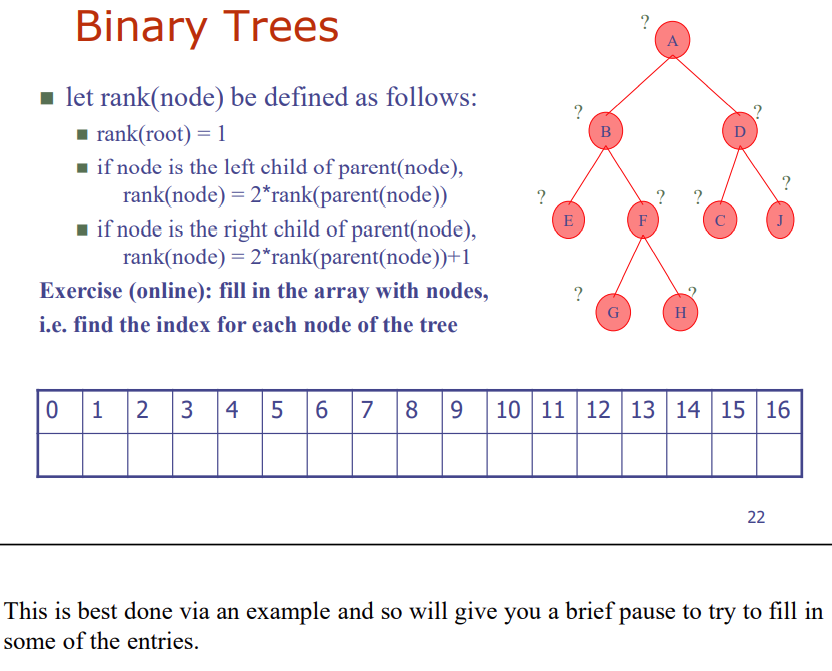 Binary Trees
■ let rank(node) be defined as follows:
■ rank(root) = 1
■ if node is the left child of parent(node),
rank(node) = 2*rank(parent(node))
■ if node is the right child of parent(node),
rank(node) = 2*rank(parent(node))+1
Exercise (online): fill in the array with nodes,
i.e. find the index for each node of the tree
?
A
? ?
B D
? ? ? ?
E F C J
? ?
G H
0 1 2 3 4 5 6 7 8 9 10 11 12 13 14 15 16
22
This is best done via an example and so will give you a brief pause to try to fill in
some of the entries.